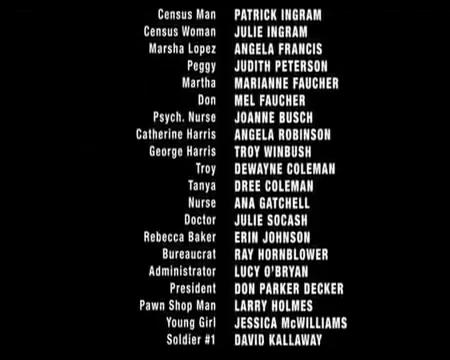 Census Man PATRICK INGRAM
Census Woman JULIE INGRAM
Marsha Lopez ANGELA FRANCIS
Peggy JUDITH PETERSON
Martha MARIANNE FAUCHER
Don MEL FAUCHER
Psych. Nurse JOANNE BUSCH
Catherine Harris ANGELA ROBINSON
George Harris TROY WINBUSH
Troy DEWAYNE COLEMAN
Tanya DREE COLEMAN
Nurse ANA GATCHELL
Doctor JULIE SOCASH
Rebecca Baker ERIN JOHNSON
Bureaucrat RAY HORNBLOWER
Administrator LUCY O'BRYAN
President DON PARKER DECKER
Pawn Shop Man LARRY HOLMES
Young Girl JESSICA McWILLIAMS
Soldier #1 DAVID KALLAWAY